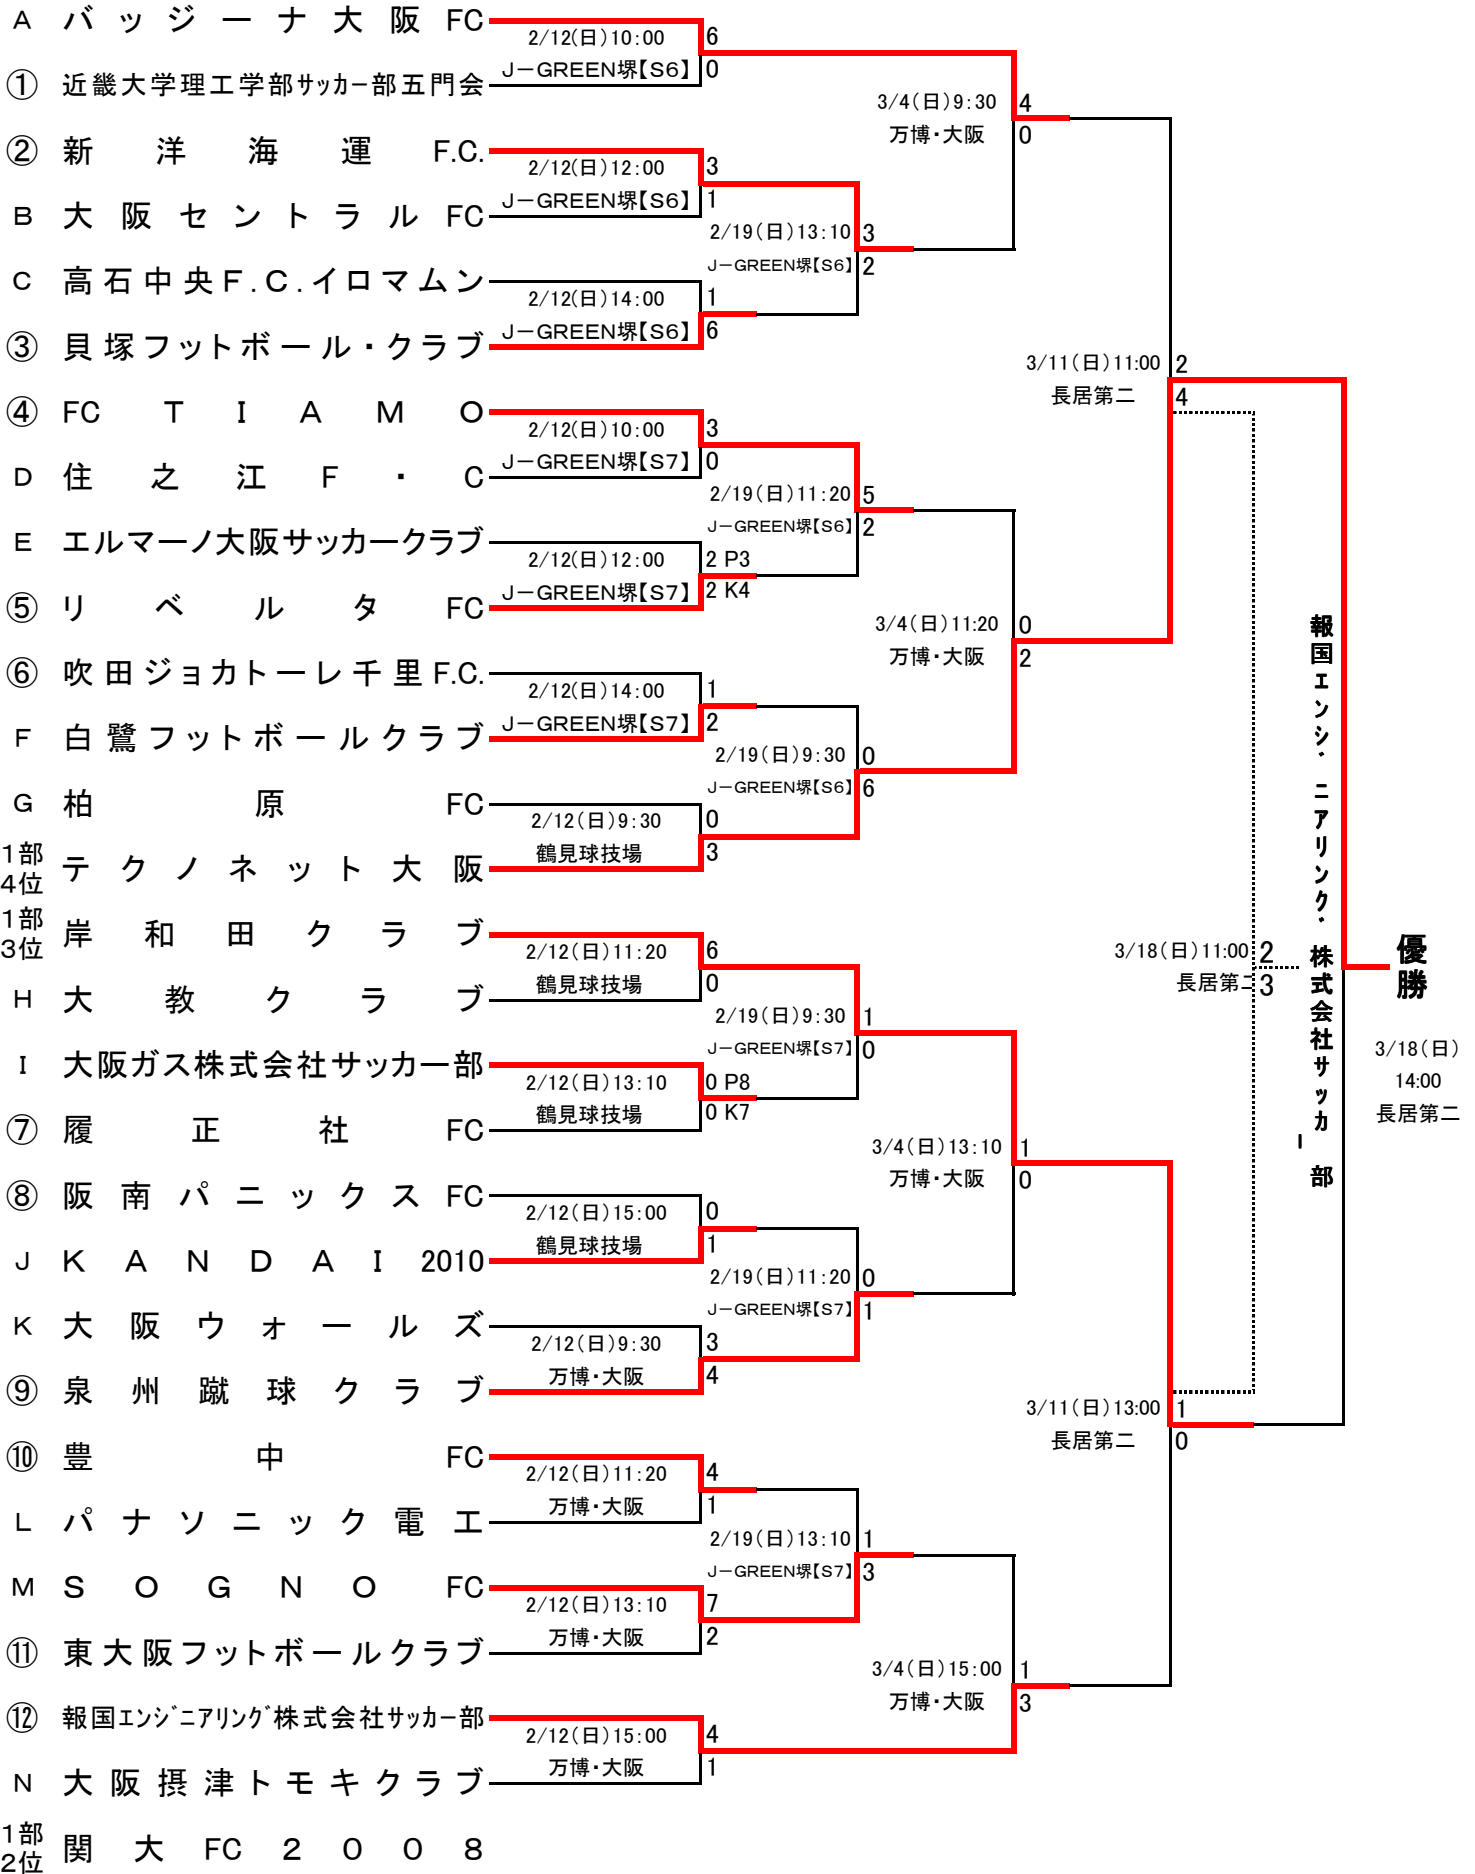 A バッジーナ大阪FC
2/12(日)10:00 6
J-GREEN堺【S6】 0
① 近畿大学理工学部サッカー部五門会
3/4(日)9:30 4
万博・大阪 0
② 新洋海運F.C.
2/12(日)12:00 3
J-GREEN堺【S6】 1
B 大阪セントラルFC
2/19(日)13:10 3
J-GREEN堺【S6】 2
C 高石中央F.C.イロマムン
2/12(日)14:00 1
J-GREEN堺【S6】 6
③ 貝塚フットボール・クラブ
3/11(日)11:00 2
長居第二 4
④ FC TIAMO
2/12(日)10:00 3
J-GREEN堺【S7】 0
D 住之江F・C
2/19(日)11:20 5
J-GREEN堺【S6】 2
E エルマーノ大阪サッカークラブ
2/12(日)12:00 2 P3
J-GREEN堺【S7】 2 K4
⑤ リベルタFC
3/4(日)11:20 0
万博・大阪 2
⑥ 吹田ジョカトーレ千里F.C.
2/12(日)14:00 1
J-GREEN堺【S7】 2
F 白鷺フットボールクラブ
2/19(日)9:30 0
J-GREEN堺【S6】 6
G 柏原FC
2/12(日)9:30 0
鶴見球技場 3
1部4位 テクノネット大阪
1部3位 岸和田クラブ
2/12(日)11:20 6
鶴見球技場 0
H 大教クラブ
2/19(日)9:30 1
J-GREEN堺【S7】 0
I 大阪ガス株式会社サッカー部
2/12(日)13:10 0 P8
鶴見球技場 0 K7
⑦ 履正社FC
3/4(日)13:10 1
万博・大阪 0
⑧ 阪南パニックスFC
2/12(日)15:00 0
鶴見球技場 1
J KANDAI 2010
2/19(日)11:20 0
J-GREEN堺【S7】 1
K 大阪ウォールズ
2/12(日)9:30 3
万博・大阪 4
⑨ 泉州蹴球クラブ
3/11(日)13:00 1
長居第二 0
⑩ 豊中FC
2/12(日)11:20 4
万博・大阪 1
L パナソニック電工
2/19(日)13:10 1
J-GREEN堺【S7】 3
M SOGNO FC
2/12(日)13:10 7
万博・大阪 2
⑪ 東大阪フットボールクラブ
3/4(日)15:00 1
万博・大阪 3
⑫ 報国エンジニアリング株式会社サッカー部
2/12(日)15:00 4
万博・大阪 1
N 大阪摂津トモキクラブ
1部2位 関大FC2008
3/18(日)11:00 2
長居第二 3
報国エンジニアリング株式会社サッカー部
優勝
3/18(日)
14:00
長居第二